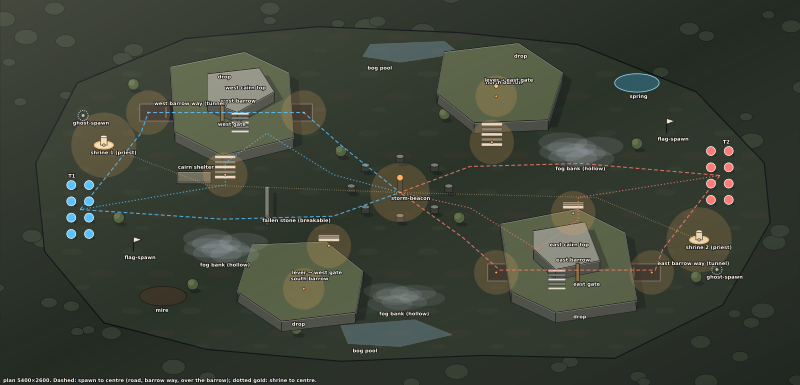 drop
bog pool
drop
west cairn top
lever→east gate
spring
west barrow way (tunnel)
west barrow
ghost-spawn
west gate
flag-spawn
T2
shrine 1 (priest)
cairn shelter
fog bank (hollow)
T1
storm-beacon
fallen stone (breakable)
flag-spawn
east cairn top
shrine 2 (priest)
fog bank (hollow)
east barrow
east barrow way (tunnel)
lever→west gate
south barrow
ghost-spawn
east gate
mire
fog bank (hollow)
drop
drop
bog pool
plan 5400×2600. Dashed: spawn to centre (road, barrow way, over the barrow); dotted gold: shrine to centre.